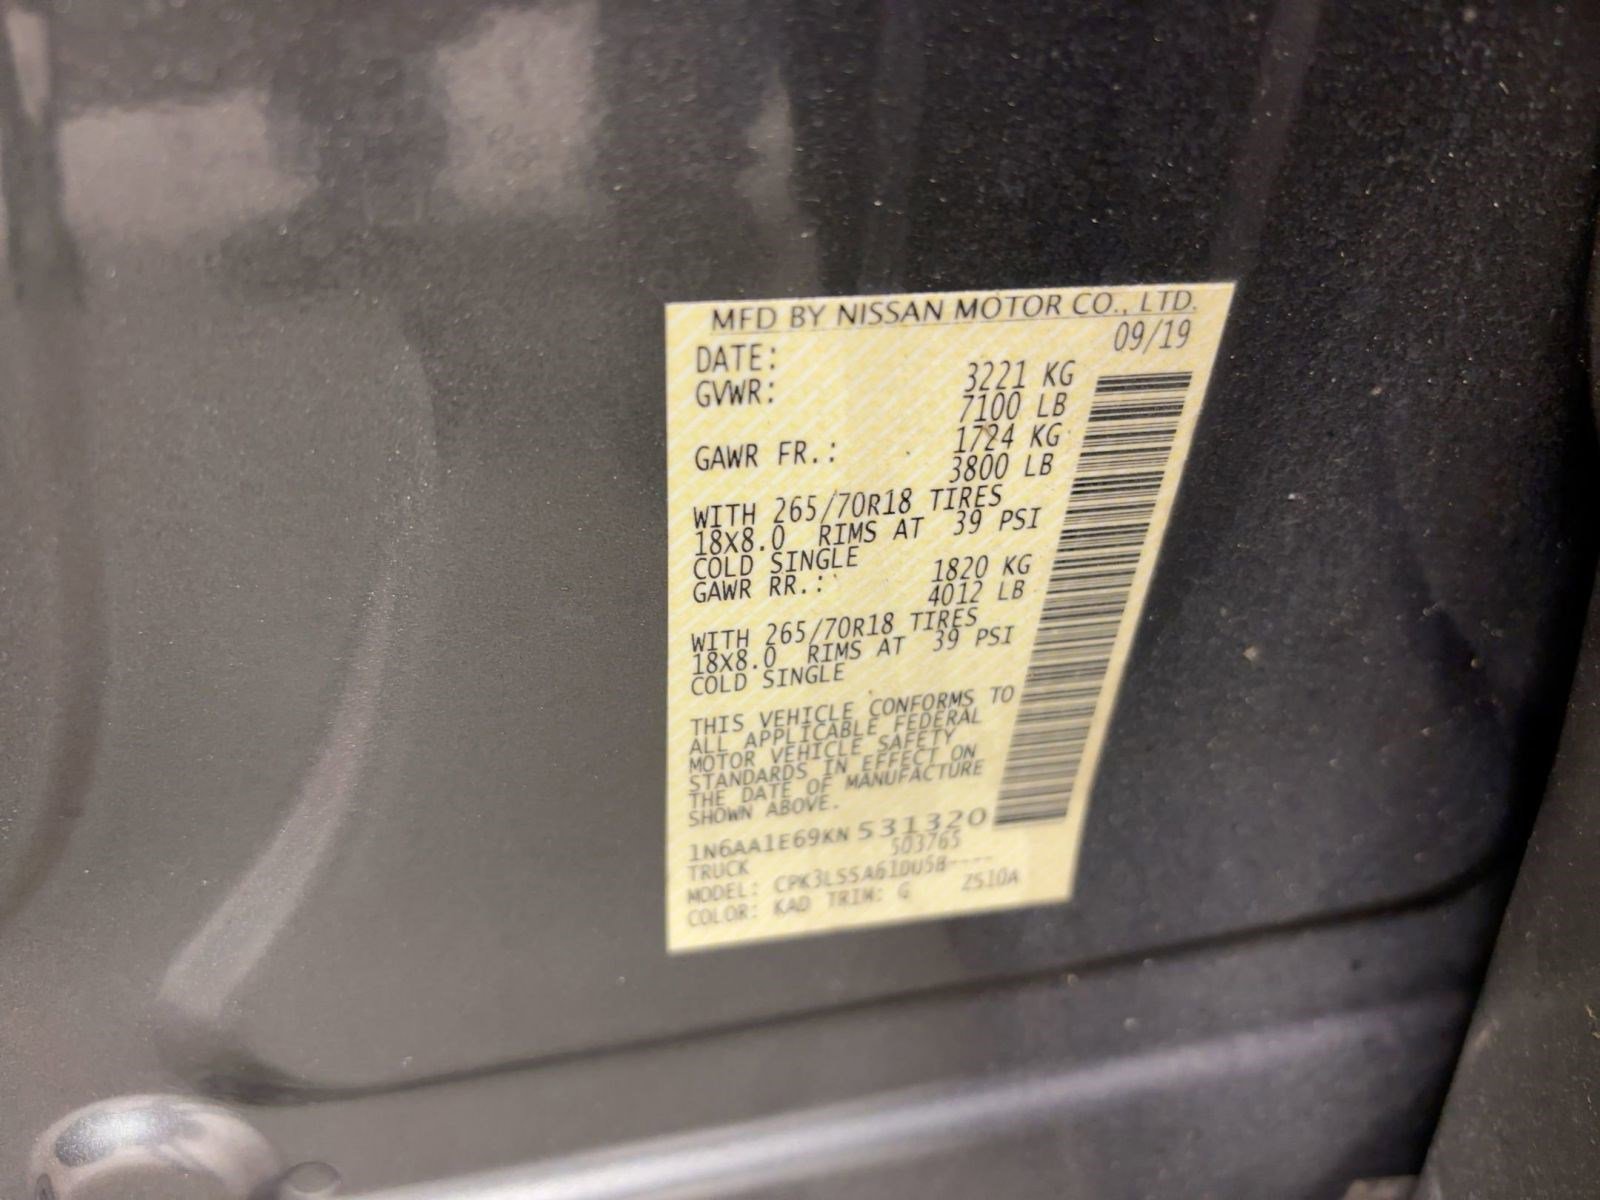 MFD BY NISSAN MOTOR CO., LTD.
DATE: 09/19
GVWR: 3221 KG
7100 LB
GAWR FR.: 1724 KG
3800 LB
WITH 265/70R18 TIRES
18X8.0 RIMS AT 39 PSI
COLD SINGLE
GAWR RR.: 1820 KG
4012 LB
WITH 265/70R18 TIRES
18X8.0 RIMS AT 39 PSI
COLD SINGLE
THIS VEHICLE CONFORMS TO
ALL APPLICABLE FEDERAL
MOTOR VEHICLE SAFETY
STANDARDS IN EFFECT ON
THE DATE OF MANUFACTURE
SHOWN ABOVE.
1N6AA1E69KN 531320
TRUCK 503765
MODEL: CPK3LSSA61DU5B----
COLOR: KAD TRIM: G 2510A